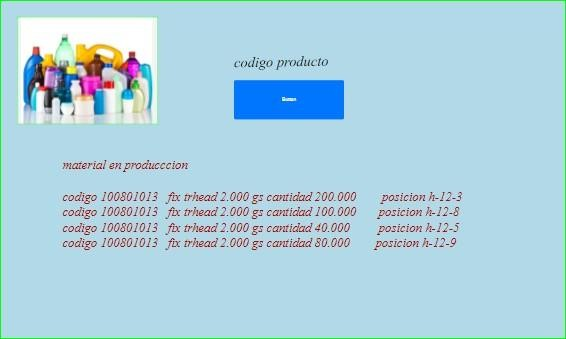 codigo producto
Button
material en producccion
codigo 100801013 fix trhead 2.000 gs cantidad 200.000 posicion h-12-3
codigo 100801013 fix trhead 2.000 gs cantidad 100.000 posicion h-12-8
codigo 100801013 fix trhead 2.000 gs cantidad 40.000 posicion h-12-5
codigo 100801013 fix trhead 2.000 gs cantidad 80.000 posicion h-12-9